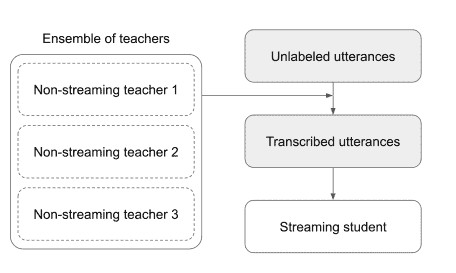 Ensemble of teachers
Non-streaming teacher 1
Non-streaming teacher 2
Non-streaming teacher 3
Unlabeled utterances
Transcribed utterances
Streaming student